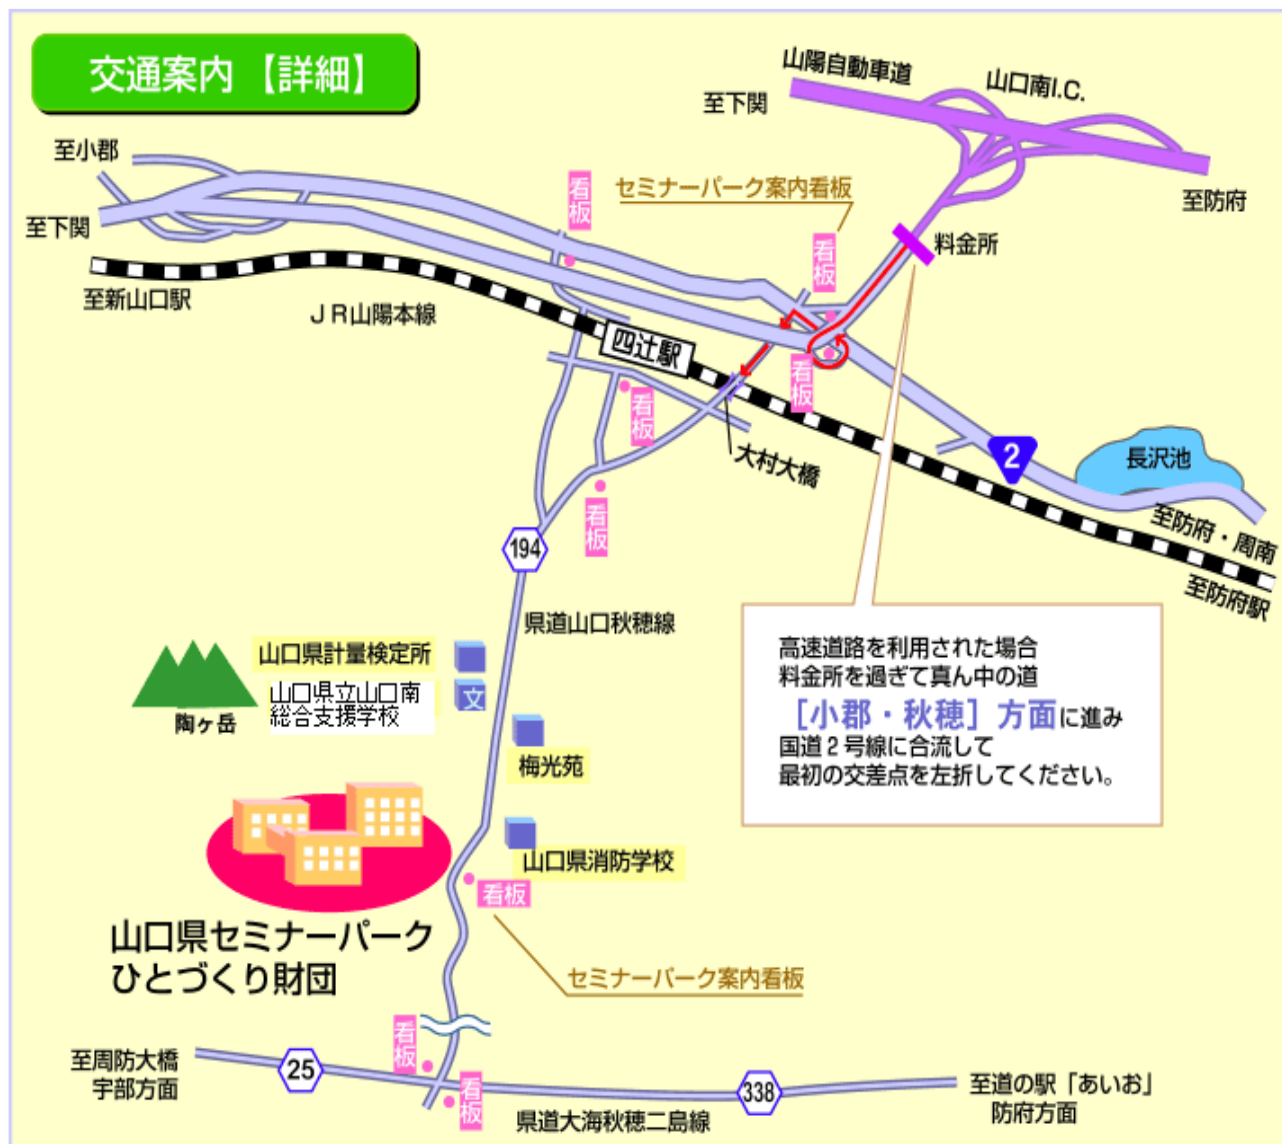 交通案内【詳細】
山陽自動車道
山口南I.C.
至下関
至防府
至小郡
至下関
看板
セミナーパーク案内看板
看板
料金所
至新山口駅
ＪＲ山陽本線
四辻駅
看板
看板
大村大橋
2
長沢池
看板
至防府・周南
至防府駅
194
県道山口秋穂線
高速道路を利用された場合
料金所を過ぎて真ん中の道
［小郡・秋穂］方面に進み
国道２号線に合流して
最初の交差点を左折してください。
山口県計量検定所
山口県立山口南
総合支援学校
文
陶ヶ岳
梅光苑
山口県消防学校
看板
山口県セミナーパーク
ひとづくり財団
セミナーパーク案内看板
看板
至周防大橋
宇部方面
25
看板
338
県道大海秋穂二島線
至道の駅「あいお」
防府方面